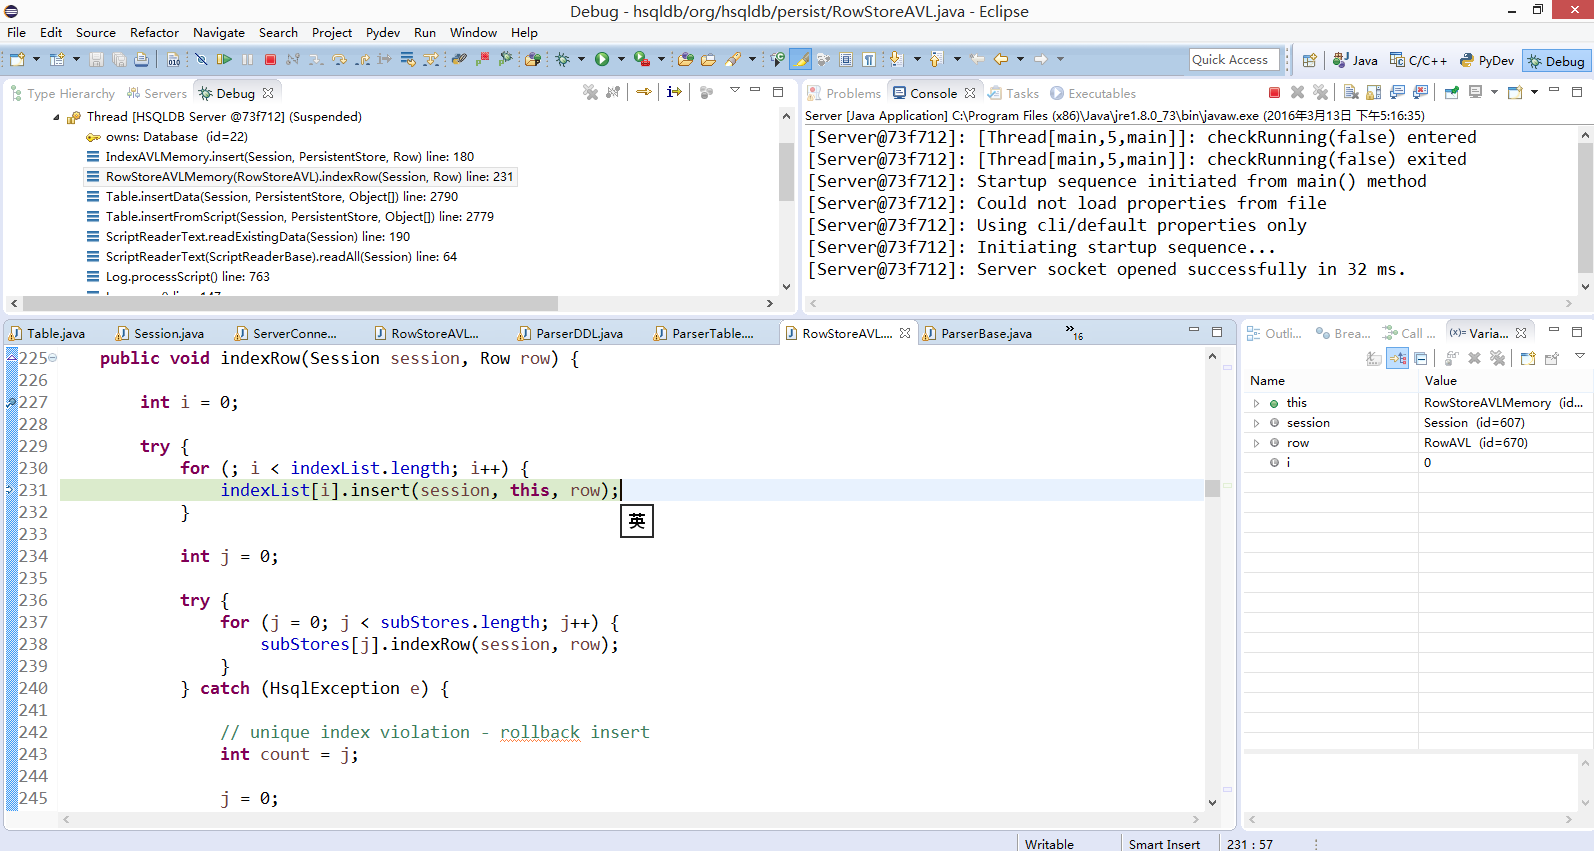 Debug - hsqldb/org/hsqldb/persist/RowStoreAVL.java - Eclipse
File Edit Source Refactor Navigate Search Project Pydev Run Window Help
Quick Access Java C/C++ PyDev Debug
Type Hierarchy Servers Debug
Thread [HSQLDB Server @73f712] (Suspended)
owns: Database (id=22)
IndexAVLMemory.insert(Session, PersistentStore, Row) line: 180
RowStoreAVLMemory(RowStoreAVL).indexRow(Session, Row) line: 231
Table.insertData(Session, PersistentStore, Object[]) line: 2790
Table.insertFromScript(Session, PersistentStore, Object[]) line: 2779
ScriptReaderText.readExistingData(Session) line: 190
ScriptReaderText(ScriptReaderBase).readAll(Session) line: 64
Log.processScript() line: 763
Problems Console Tasks Executables
Server [Java Application] C:\Program Files (x86)\Java\jre1.8.0_73\bin\javaw.exe (2016年3月13日 下午5:16:35)
[Server@73f712]: [Thread[main,5,main]]: checkRunning(false) entered
[Server@73f712]: [Thread[main,5,main]]: checkRunning(false) exited
[Server@73f712]: Startup sequence initiated from main() method
[Server@73f712]: Could not load properties from file
[Server@73f712]: Using cli/default properties only
[Server@73f712]: Initiating startup sequence...
[Server@73f712]: Server socket opened successfully in 32 ms.
Table.java Session.java ServerConne... RowStoreAVL... ParserDDL.java ParserTable.... RowStoreAVL.... ParserBase.java 16
225 public void indexRow(Session session, Row row) {
226
227 int i = 0;
228
229 try {
230 for (; i < indexList.length; i++) {
231 indexList[i].insert(session, this, row);
232 }
英
233
234 int j = 0;
235
236 try {
237 for (j = 0; j < subStores.length; j++) {
238 subStores[j].indexRow(session, row);
239 }
240 } catch (HsqlException e) {
241
242 // unique index violation - rollback insert
243 int count = j;
244
245 j = 0;
Outli... Brea... Call ... (x)= Varia...
Name Value
this RowStoreAVLMemory (id...
session Session (id=607)
row RowAVL (id=670)
i 0
Writable Smart Insert 231 : 57